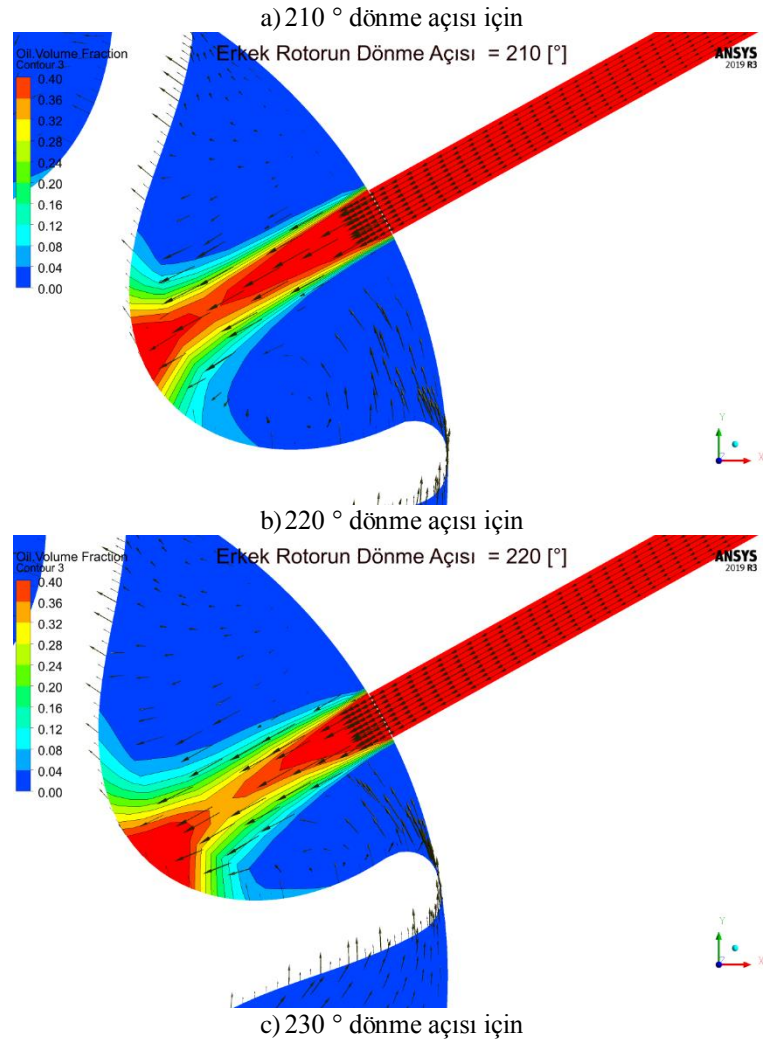 a) 210 ° dönme açısı için
Oil.Volume Fraction
Contour 3
Erkek Rotorun Dönme Açısı = 210 [°]
ANSYS
2019 R3
0.40
0.36
0.32
0.28
0.24
0.20
0.16
0.12
0.08
0.04
0.00
Y
Z
X
b) 220 ° dönme açısı için
Oil.Volume Fraction
Contour 3
Erkek Rotorun Dönme Açısı = 220 [°]
ANSYS
2019 R3
0.40
0.36
0.32
0.28
0.24
0.20
0.16
0.12
0.08
0.04
0.00
Y
Z
X
c) 230 ° dönme açısı için